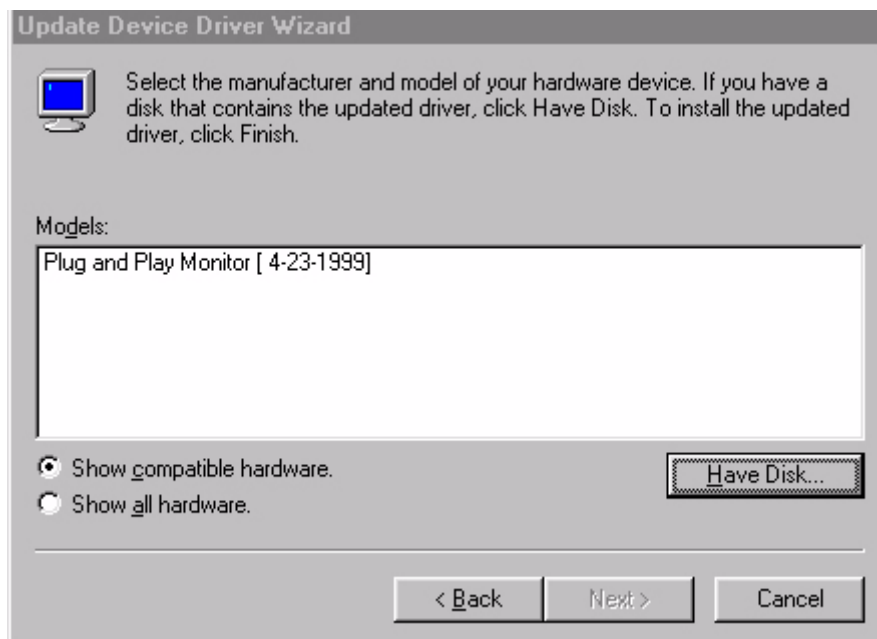 Update Device Driver Wizard
Select the manufacturer and model of your hardware device. If you have a
disk that contains the updated driver, click Have Disk. To install the updated
driver, click Finish.
Models:
Plug and Play Monitor [ 4-23-1999]
Show compatible hardware.
Show all hardware.
Have Disk...
< Back
Next >
Cancel